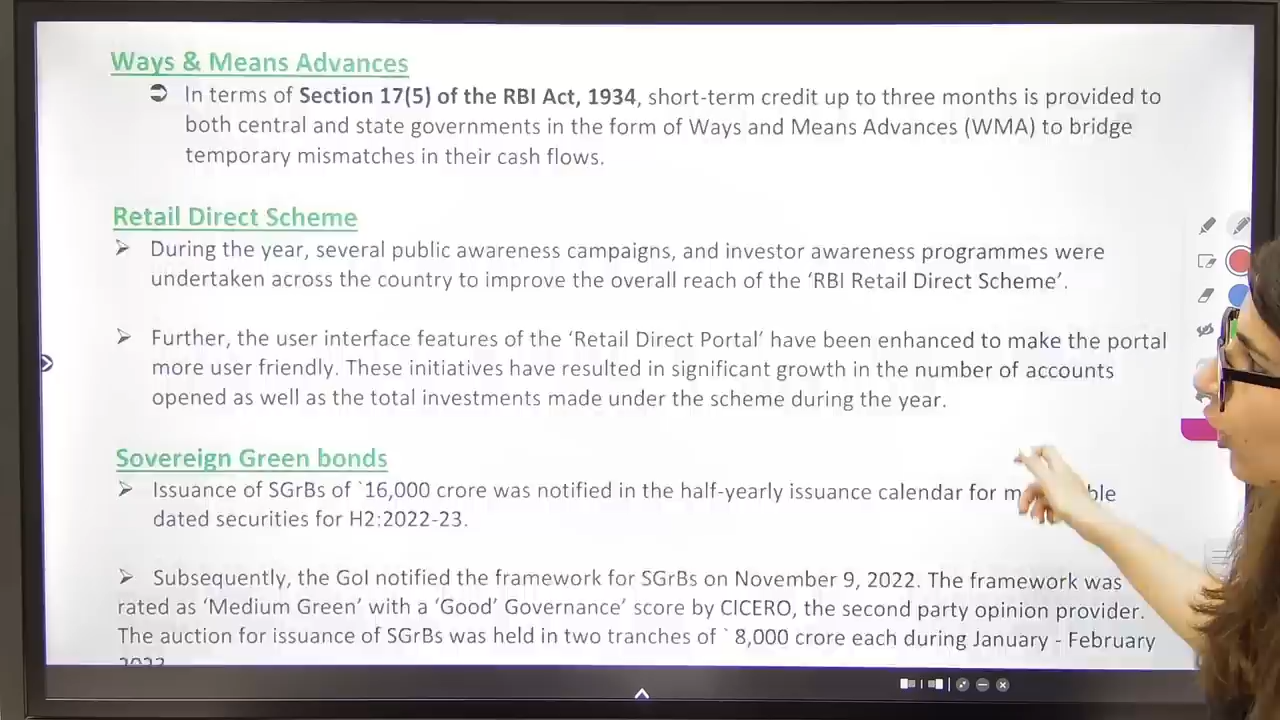 Ways & Means Advances
In terms of Section 17(5) of the RBI Act, 1934, short-term credit up to three months is provided to
both central and state governments in the form of Ways and Means Advances (WMA) to bridge
temporary mismatches in their cash flows.
Retail Direct Scheme
During the year, several public awareness campaigns, and investor awareness programmes were
undertaken across the country to improve the overall reach of the ‘RBI Retail Direct Scheme’.
Further, the user interface features of the ‘Retail Direct Portal’ have been enhanced to make the portal
more user friendly. These initiatives have resulted in significant growth in the number of accounts
opened as well as the total investments made under the scheme during the year.
Sovereign Green bonds
Issuance of SGrBs of `16,000 crore was notified in the half-yearly issuance calendar for
dated securities for H2:2022-23.
Subsequently, the GoI notified the framework for SGrBs on November 9, 2022. The framework was
rated as ‘Medium Green’ with a ‘Good’ Governance’ score by CICERO, the second party opinion provider.
The auction for issuance of SGrBs was held in two tranches of ` 8,000 crore each during January - February